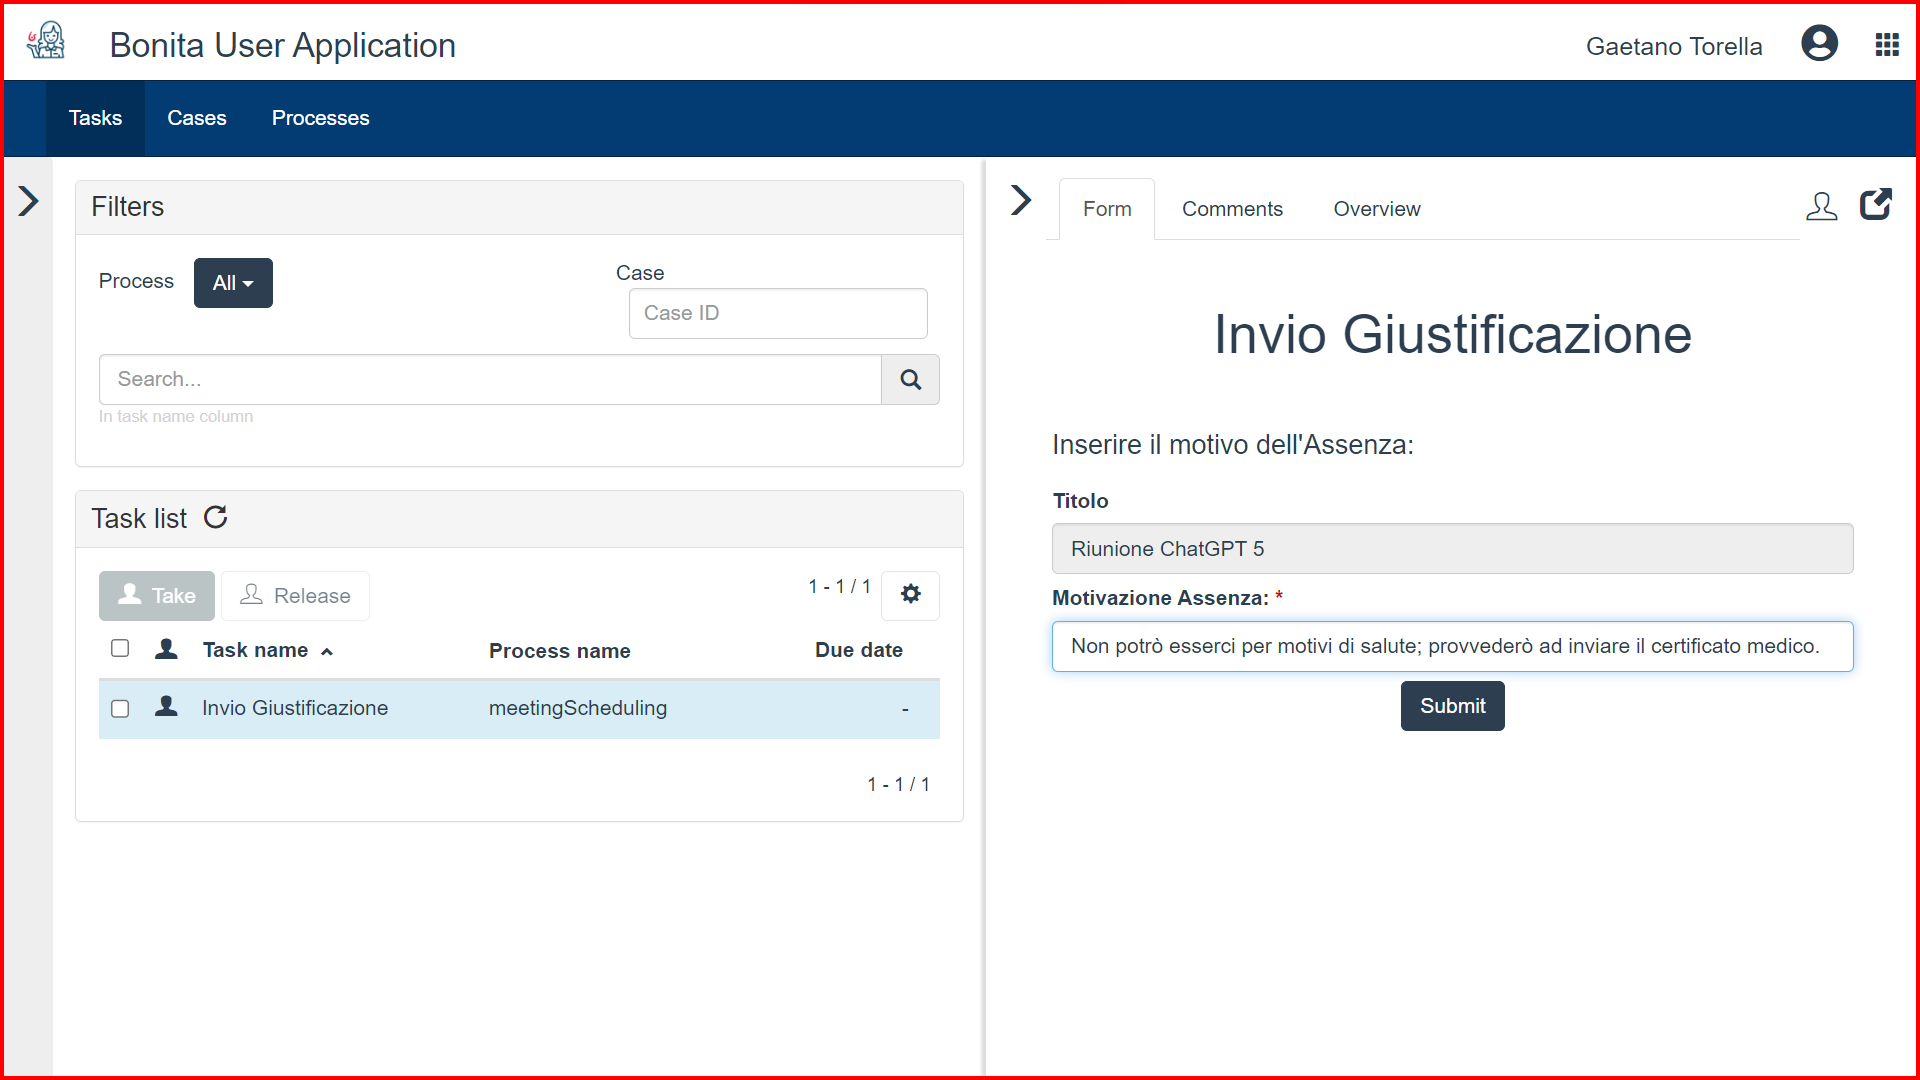 Bonita User Application
Gaetano Torella
Tasks
Cases
Processes
Filters
Process
All
Case
Case ID
Search...
In task name column
Task list
Take
Release
1 - 1 / 1
Task name
Process name
Due date
Invio Giustificazione
meetingScheduling
-
1 - 1 / 1
Form
Comments
Overview
Invio Giustificazione
Inserire il motivo dell'Assenza:
Titolo
Riunione ChatGPT 5
Motivazione Assenza: *
Non potrò esserci per motivi di salute; provvederò ad inviare il certificato medico.
Submit